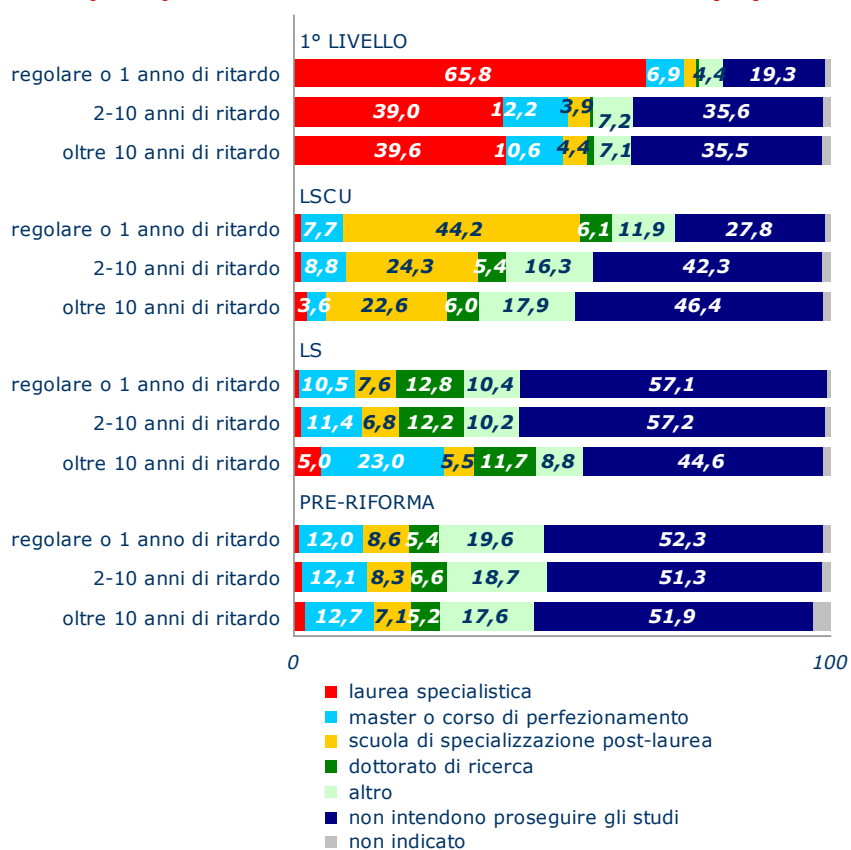 1° LIVELLO
regolare o 1 anno di ritardo 65,8 6,9 4,4 19,3
2-10 anni di ritardo 39,0 12,2 3,9 7,2 35,6
oltre 10 anni di ritardo 39,6 10,6 4,4 7,1 35,5
LSCU
regolare o 1 anno di ritardo 7,7 44,2 6,1 11,9 27,8
2-10 anni di ritardo 8,8 24,3 5,4 16,3 42,3
oltre 10 anni di ritardo 3,6 22,6 6,0 17,9 46,4
LS
regolare o 1 anno di ritardo 10,5 7,6 12,8 10,4 57,1
2-10 anni di ritardo 11,4 6,8 12,2 10,2 57,2
oltre 10 anni di ritardo 5,0 23,0 5,5 11,7 8,8 44,6
PRE-RIFORMA
regolare o 1 anno di ritardo 12,0 8,6 5,4 19,6 52,3
2-10 anni di ritardo 12,1 8,3 6,6 18,7 51,3
oltre 10 anni di ritardo 12,7 7,1 5,2 17,6 51,9
0 100
laurea specialistica
master o corso di perfezionamento
scuola di specializzazione post-laurea
dottorato di ricerca
altro
non intendono proseguire gli studi
non indicato